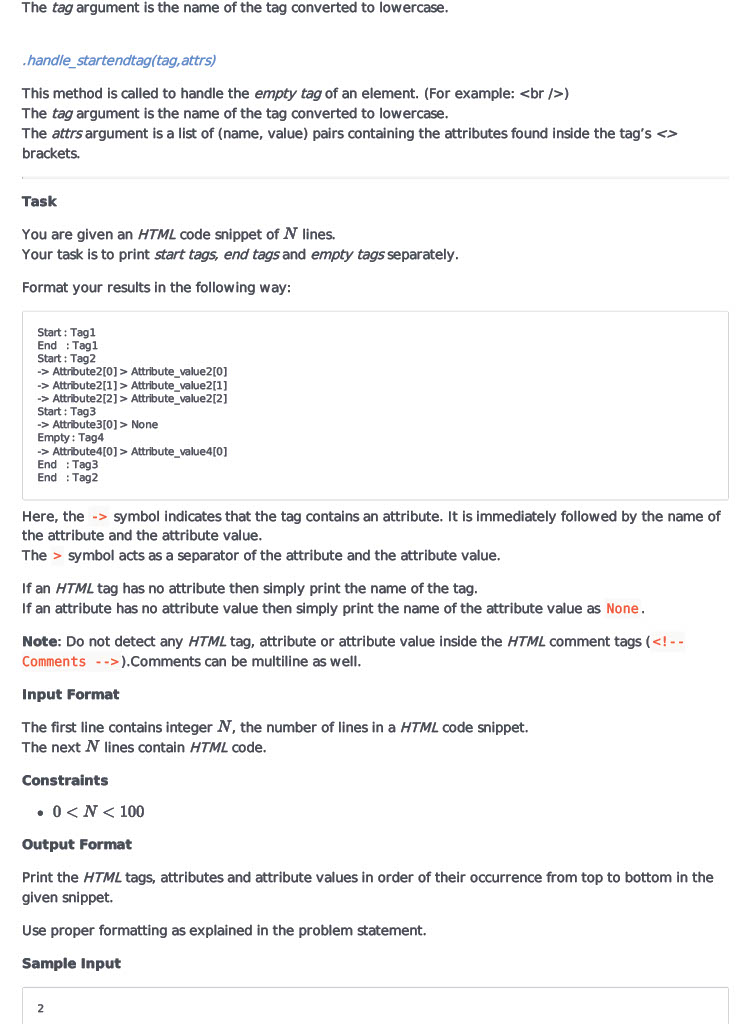 The tag argument is the name of the tag converted to lowercase.
.handle_startendtag(tag,attrs)
This method is called to handle the empty tag of an element. (For example: <br />)
The tag argument is the name of the tag converted to lowercase.
The attrs argument is a list of (name, value) pairs containing the attributes found inside the tag's <>
brackets.
Task
You are given an HTML code snippet of N lines.
Your task is to print start tags, end tags and empty tags separately.
Format your results in the following way:
Start : Tag1
End   : Tag1
Start : Tag2
-> Attribute2[0] > Attribute_value2[0]
-> Attribute2[1] > Attribute_value2[1]
-> Attribute2[2] > Attribute_value2[2]
Start : Tag3
-> Attribute3[0] > None
Empty : Tag4
-> Attribute4[0] > Attribute_value4[0]
End   : Tag3
End   : Tag2
Here, the -> symbol indicates that the tag contains an attribute. It is immediately followed by the name of
the attribute and the attribute value.
The > symbol acts as a separator of the attribute and the attribute value.
If an HTML tag has no attribute then simply print the name of the tag.
If an attribute has no attribute value then simply print the name of the attribute value as None.
Note: Do not detect any HTML tag, attribute or attribute value inside the HTML comment tags (<!--
Comments -->).Comments can be multiline as well.
Input Format
The first line contains integer N, the number of lines in a HTML code snippet.
The next N lines contain HTML code.
Constraints
• 0 < N < 100
Output Format
Print the HTML tags, attributes and attribute values in order of their occurrence from top to bottom in the
given snippet.
Use proper formatting as explained in the problem statement.
Sample Input
2